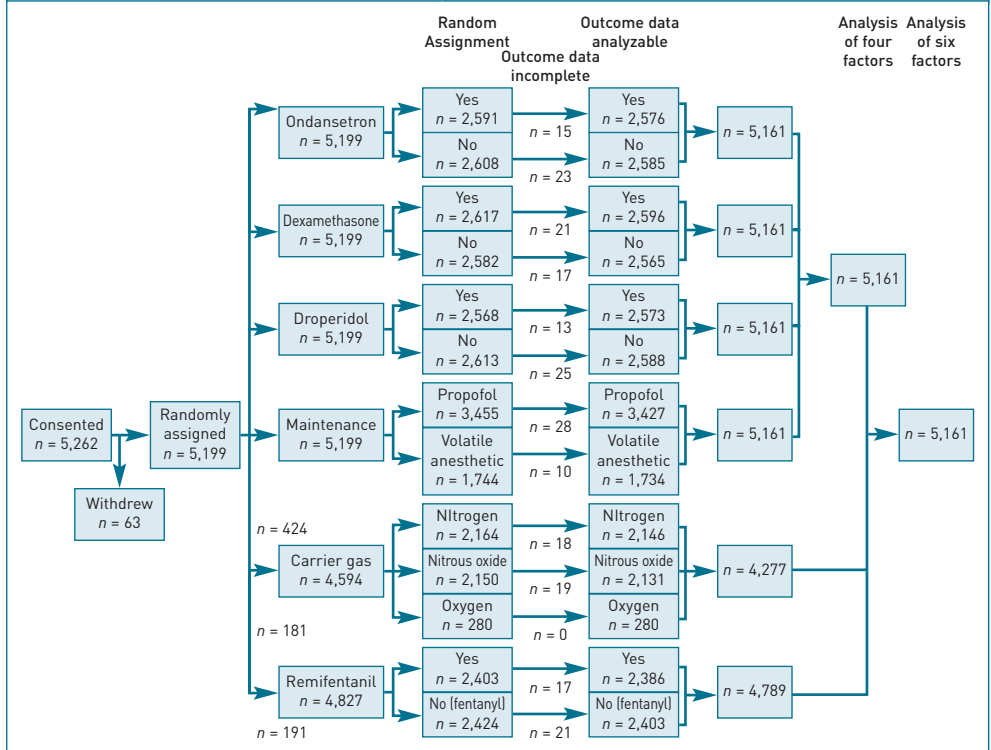 Random
Assignment
Outcome data
incomplete
Outcome data
analyzable
Analysis
of four
factors
Analysis
of six
factors
Consented
n = 5,262
Withdrew
n = 63
Randomly
assigned
n = 5,199
Ondansetron
n = 5,199
Yes
n = 2,591
n = 15
Yes
n = 2,576
No
n = 2,608
n = 23
No
n = 2,585
n = 5,161
Dexamethasone
n = 5,199
Yes
n = 2,617
n = 21
Yes
n = 2,596
No
n = 2,582
n = 17
No
n = 2,565
n = 5,161
Droperidol
n = 5,199
Yes
n = 2,568
n = 13
Yes
n = 2,573
No
n = 2,613
n = 25
No
n = 2,588
n = 5,161
Maintenance
n = 5,199
Propofol
n = 3,455
n = 28
Propofol
n = 3,427
Volatile
anesthetic
n = 1,744
n = 10
Volatile
anesthetic
n = 1,734
n = 5,161
n = 424
Carrier gas
n = 4,594
n = 181
NItrogen
n = 2,164
n = 18
NItrogen
n = 2,146
Nitrous oxide
n = 2,150
n = 19
Nitrous oxide
n = 2,131
Oxygen
n = 280
n = 0
Oxygen
n = 280
n = 4,277
Remifentanil
n = 4,827
n = 191
Yes
n = 2,403
n = 17
Yes
n = 2,386
No (fentanyl)
n = 2,424
n = 21
No (fentanyl)
n = 2,403
n = 4,789
n = 5,161
n = 5,161